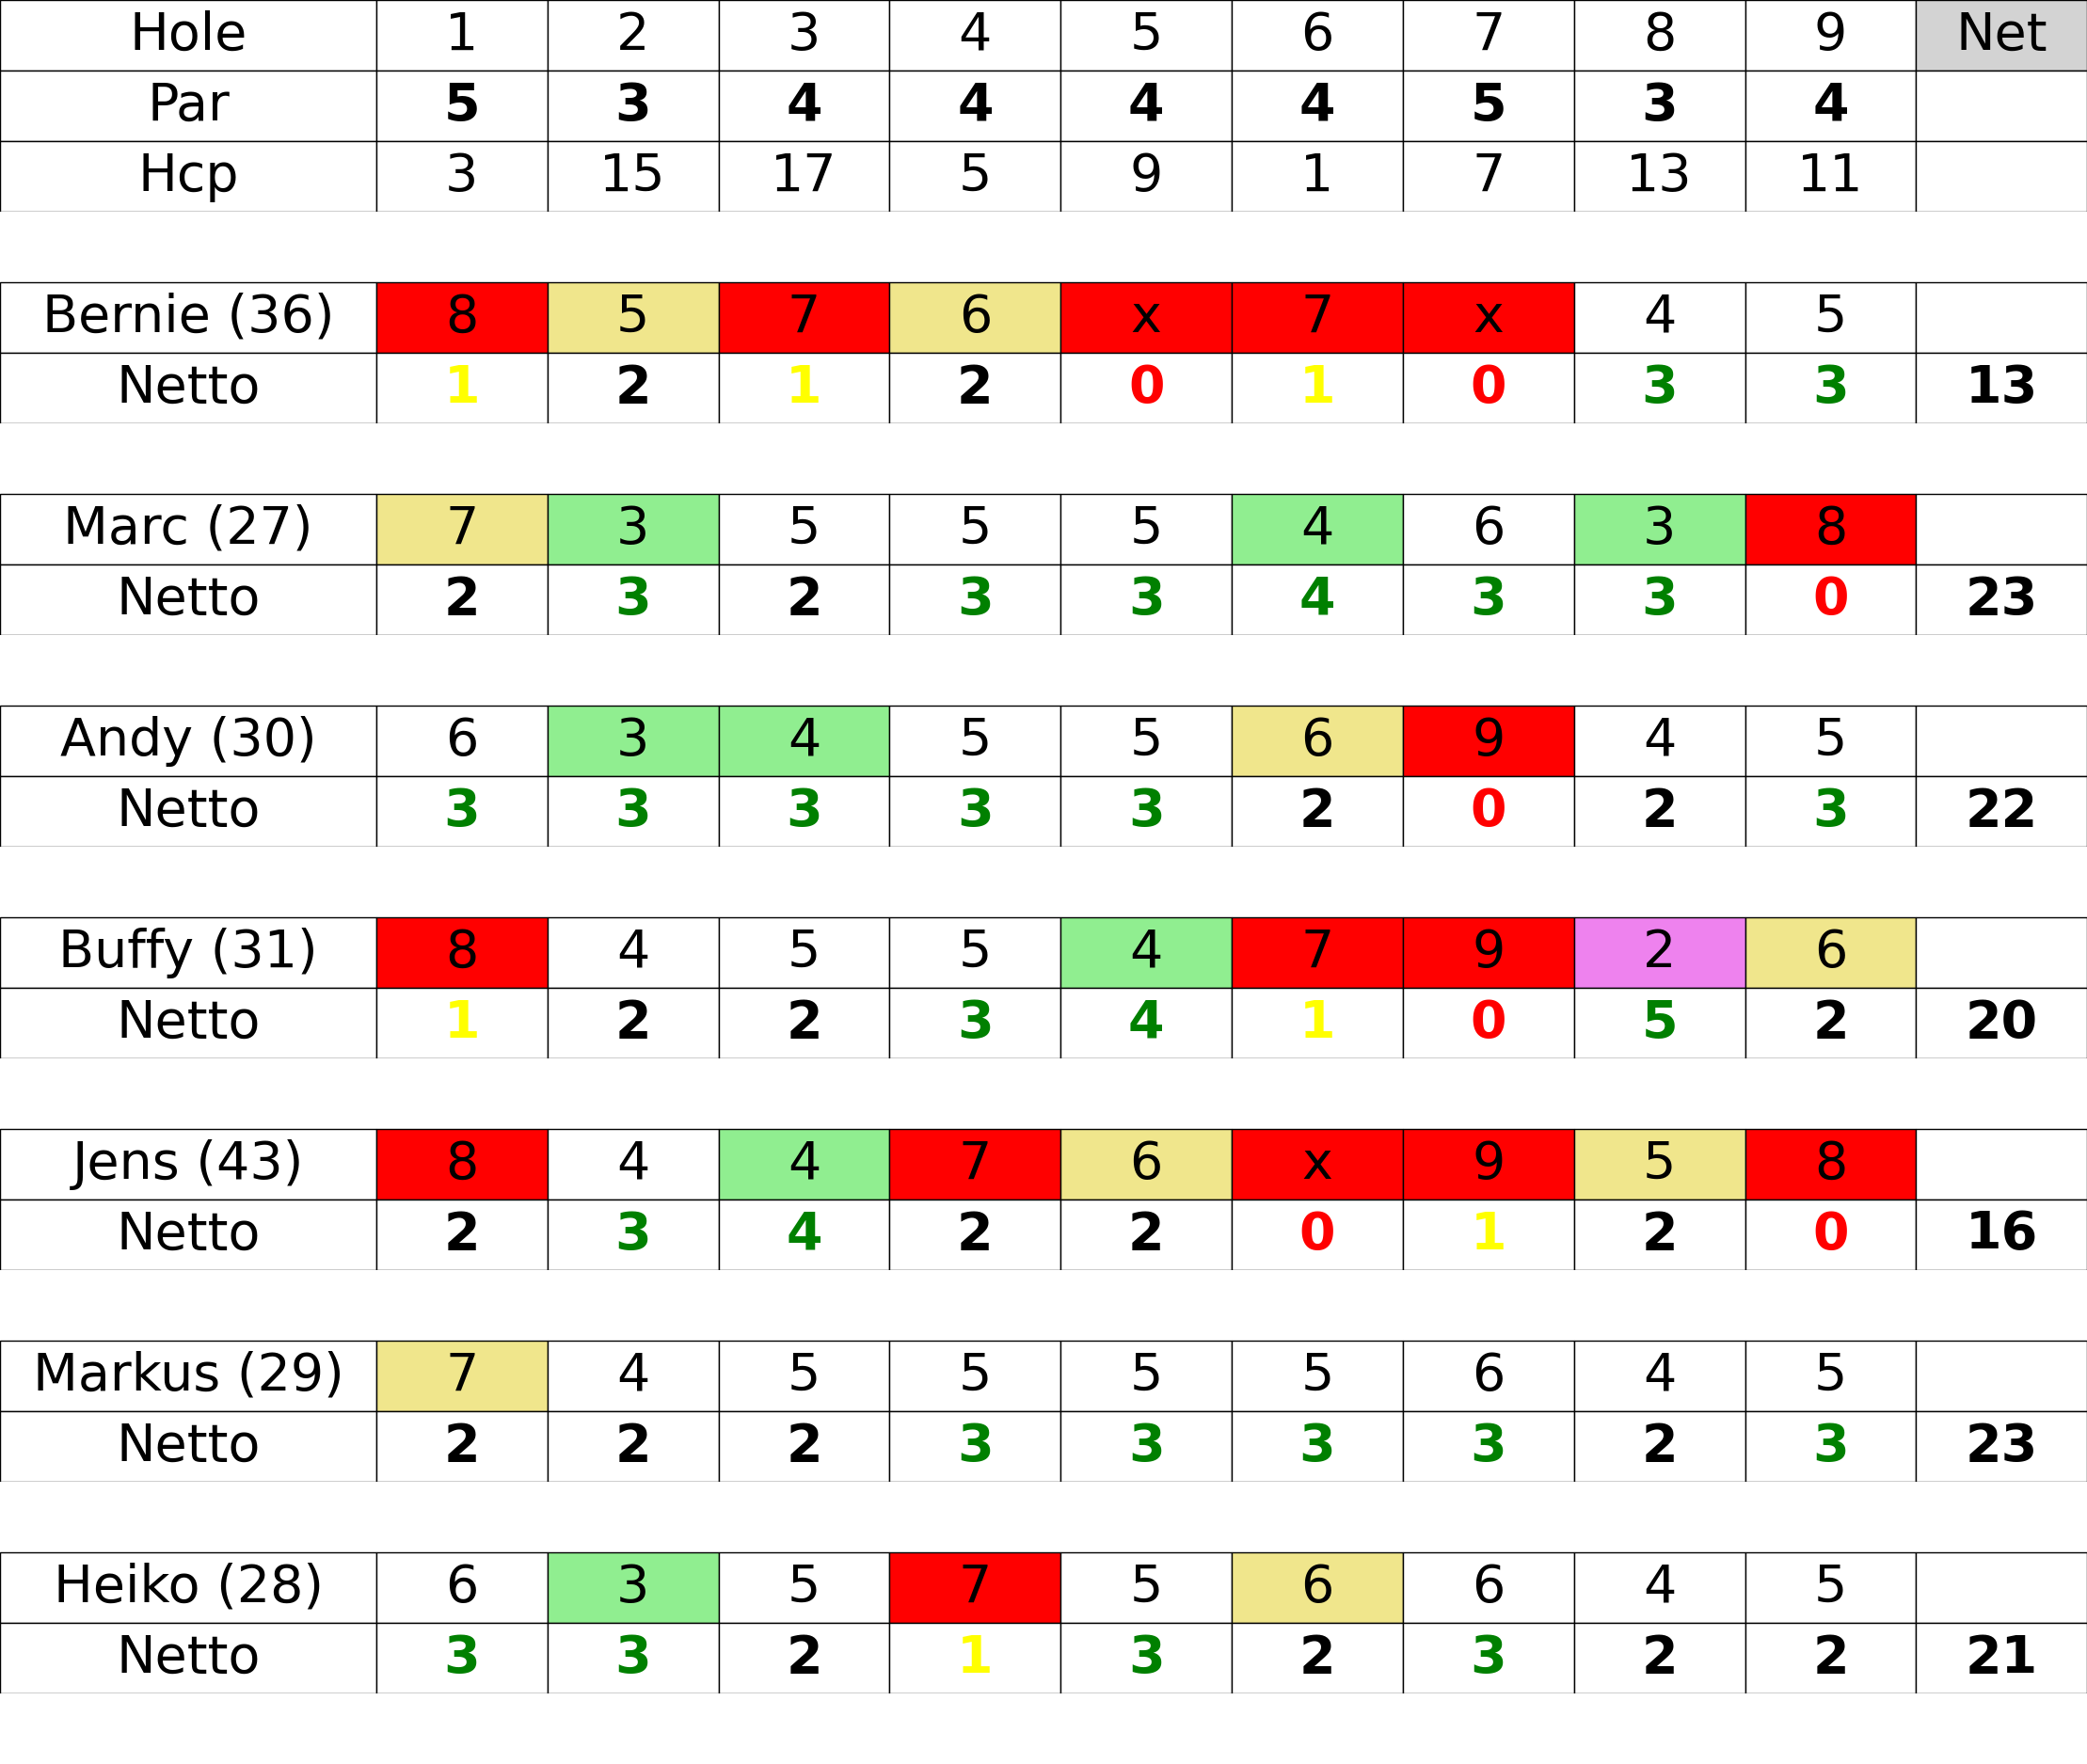 Hole 1 2 3 4 5 6 7 8 9 Net
Par 5 3 4 4 4 4 5 3 4
Hcp 3 15 17 5 9 1 7 13 11
Bernie (36) 8 5 7 6 x 7 x 4 5
Netto 1 2 1 2 0 1 0 3 3 13
Marc (27) 7 3 5 5 5 4 6 3 8
Netto 2 3 2 3 3 4 3 3 0 23
Andy (30) 6 3 4 5 5 6 9 4 5
Netto 3 3 3 3 3 2 0 2 3 22
Buffy (31) 8 4 5 5 4 7 9 2 6
Netto 1 2 2 3 4 1 0 5 2 20
Jens (43) 8 4 4 7 6 x 9 5 8
Netto 2 3 4 2 2 0 1 2 0 16
Markus (29) 7 4 5 5 5 5 6 4 5
Netto 2 2 2 3 3 3 3 2 3 23
Heiko (28) 6 3 5 7 5 6 6 4 5
Netto 3 3 2 1 3 2 3 2 2 21